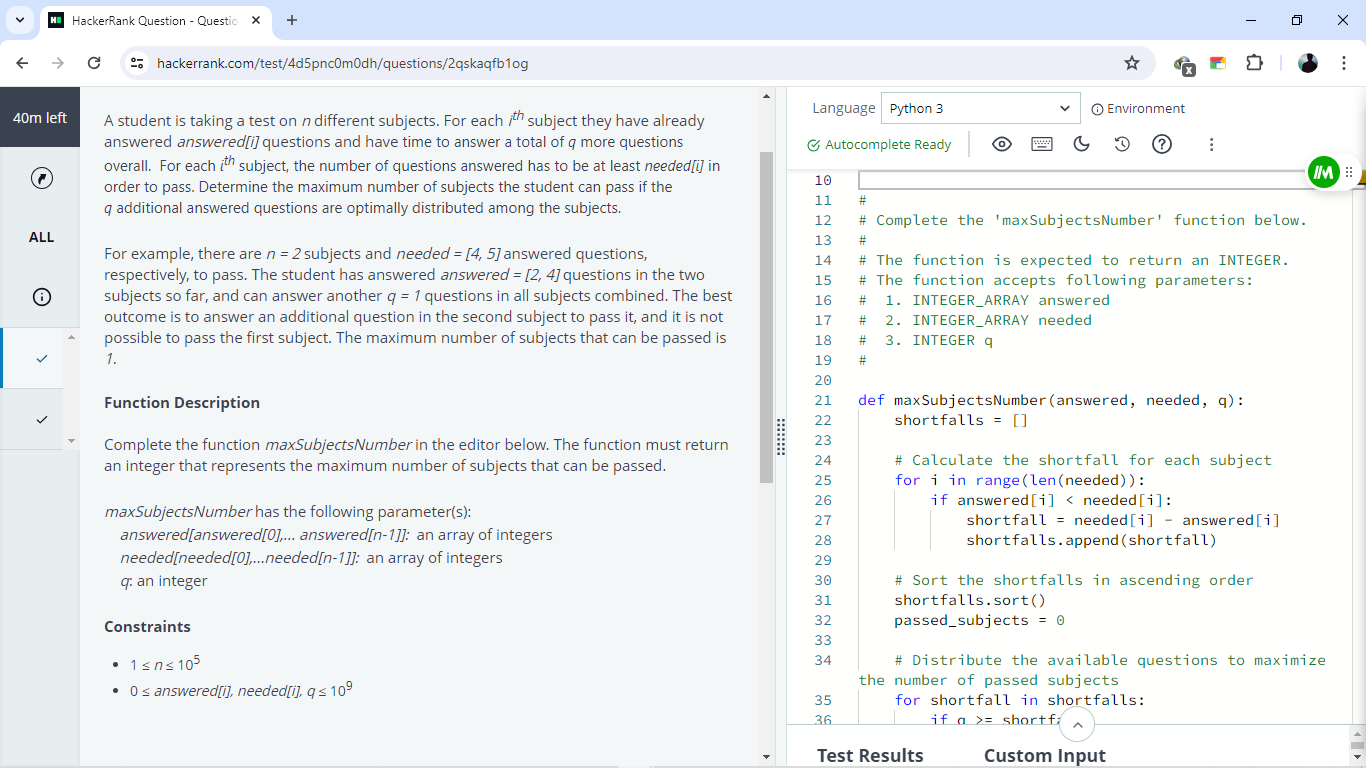 HackerRank Question - Questio
hackerrank.com/test/4d5pnc0m0dh/questions/2qskaqfb1og
40m left
ALL
A student is taking a test on n different subjects. For each ith subject they have already
answered answered[i] questions and have time to answer a total of q more questions
overall. For each ith subject, the number of questions answered has to be at least needed[i] in
order to pass. Determine the maximum number of subjects the student can pass if the
q additional answered questions are optimally distributed among the subjects.
For example, there are n = 2 subjects and needed = [4, 5] answered questions,
respectively, to pass. The student has answered answered = [2, 4] questions in the two
subjects so far, and can answer another q = 1 questions in all subjects combined. The best
outcome is to answer an additional question in the second subject to pass it, and it is not
possible to pass the first subject. The maximum number of subjects that can be passed is
1.
Function Description
Complete the function maxSubjectsNumber in the editor below. The function must return
an integer that represents the maximum number of subjects that can be passed.
maxSubjectsNumber has the following parameter(s):
answered[answered[0],... answered[n-1]]: an array of integers
needed[needed[0],...needed[n-1]]: an array of integers
q: an integer
Constraints
• 1 ≤ n ≤ 10^5
• 0 ≤ answered[i], needed[i], q ≤ 10^9
Language Python 3 Environment
Autocomplete Ready
10
11 #
12 # Complete the 'maxSubjectsNumber' function below.
13 #
14 # The function is expected to return an INTEGER.
15 # The function accepts following parameters:
16 # 1. INTEGER_ARRAY answered
17 # 2. INTEGER_ARRAY needed
18 # 3. INTEGER q
19 #
20
21 def maxSubjectsNumber(answered, needed, q):
22 shortfalls = []
23
24 # Calculate the shortfall for each subject
25 for i in range(len(needed)):
26 if answered[i] < needed[i]:
27 shortfall = needed[i] - answered[i]
28 shortfalls.append(shortfall)
29
30 # Sort the shortfalls in ascending order
31 shortfalls.sort()
32 passed_subjects = 0
33
34 # Distribute the available questions to maximize
the number of passed subjects
35 for shortfall in shortfalls:
36 if q >= shortfa
Test Results Custom Input